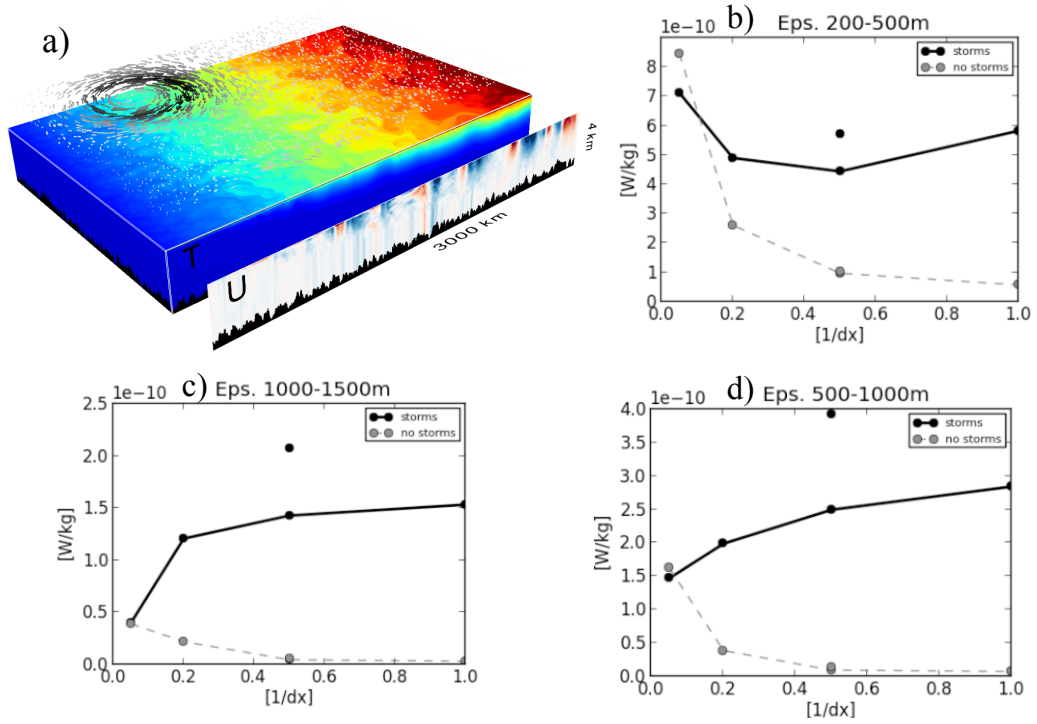 a)
T
U
3000 km
4 km
b)
Eps. 200-500m
1e−10
[W/kg]
9
8
7
6
5
4
3
2
1
0
0.0 0.2 0.4 0.6 0.8 1.0
[1/dx]
storms
no storms
c)
Eps. 1000-1500m
1e−10
[W/kg]
2.5
2.0
1.5
1.0
0.5
0.0
0.0 0.2 0.4 0.6 0.8 1.0
[1/dx]
storms
no storms
d)
Eps. 500-1000m
1e−10
[W/kg]
4.0
3.5
3.0
2.5
2.0
1.5
1.0
0.5
0.0
0.0 0.2 0.4 0.6 0.8 1.0
[1/dx]
storms
no storms